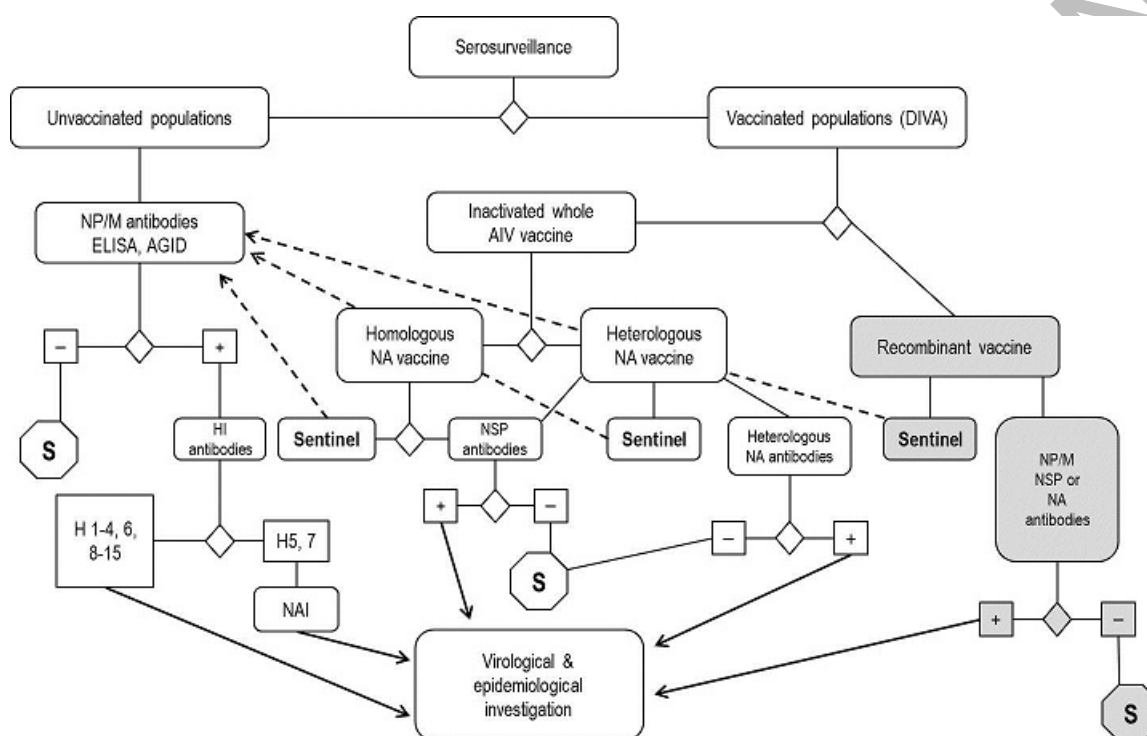 Serosurveillance
Unvaccinated populations
Vaccinated populations (DIVA)
NP/M antibodies
ELISA, AGID
Inactivated whole
AIV vaccine
Homologous
NA vaccine
Heterologous
NA vaccine
Recombinant vaccine
−
+
S
HI
antibodies
Sentinel
NSP
antibodies
Sentinel
Heterologous
NA antibodies
Sentinel
NP/M
NSP or
NA
antibodies
H 1-4, 6,
8-15
H5, 7
NAI
+
−
S
−
+
Virological &
epidemiological
investigation
+
−
S